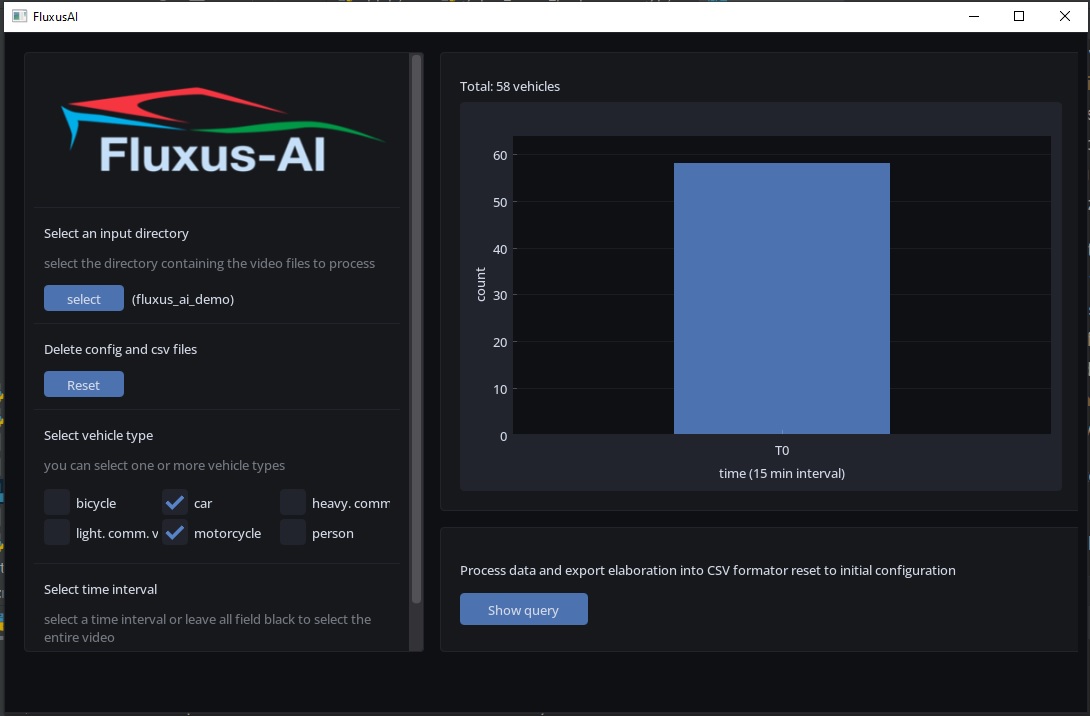 FluxusAI
Fluxus-AI
Select an input directory
select the directory containing the video files to process
select (fluxus_ai_demo)
Delete config and csv files
Reset
Select vehicle type
you can select one or more vehicle types
bicycle car heavy. comm
light. comm. v motorcycle person
Select time interval
select a time interval or leave all field black to select the
entire video
Total: 58 vehicles
60
50
40
30
20
10
0
count
T0
time (15 min interval)
Process data and export elaboration into CSV formator reset to initial configuration
Show query